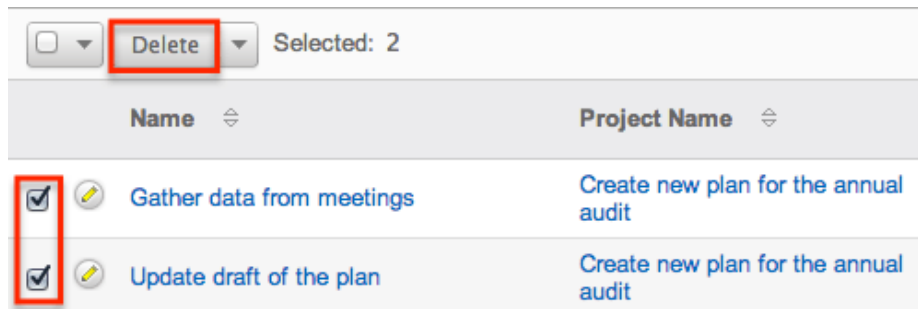 Delete Selected: 2
Name Project Name
Gather data from meetings Create new plan for the annual
audit
Update draft of the plan Create new plan for the annual
audit